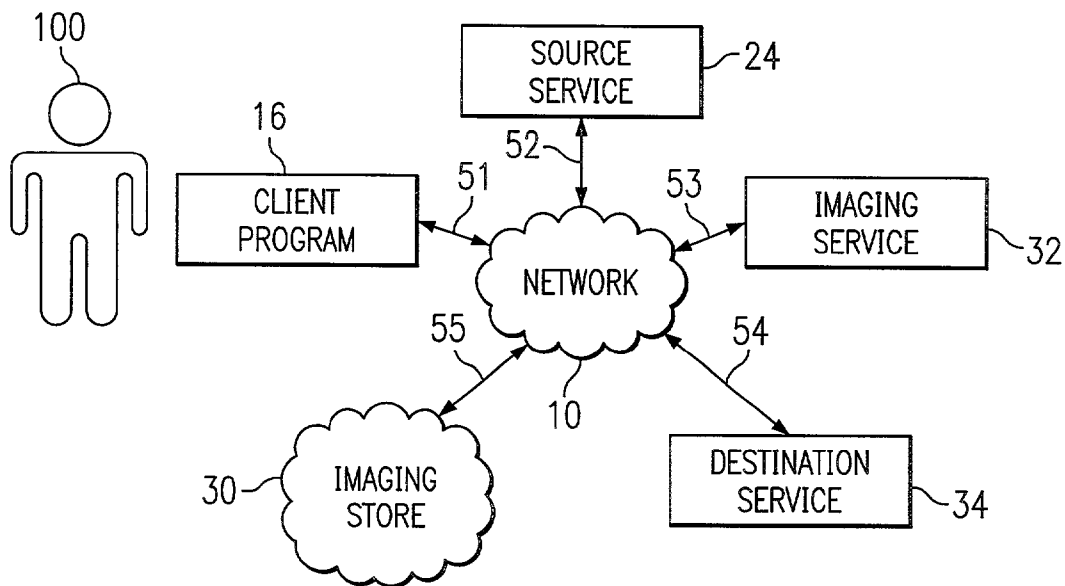 100
SOURCE
SERVICE
24
16
52
CLIENT
PROGRAM
51
53
IMAGING
SERVICE
32
NETWORK
55
54
10
30
IMAGING
STORE
DESTINATION
SERVICE
34